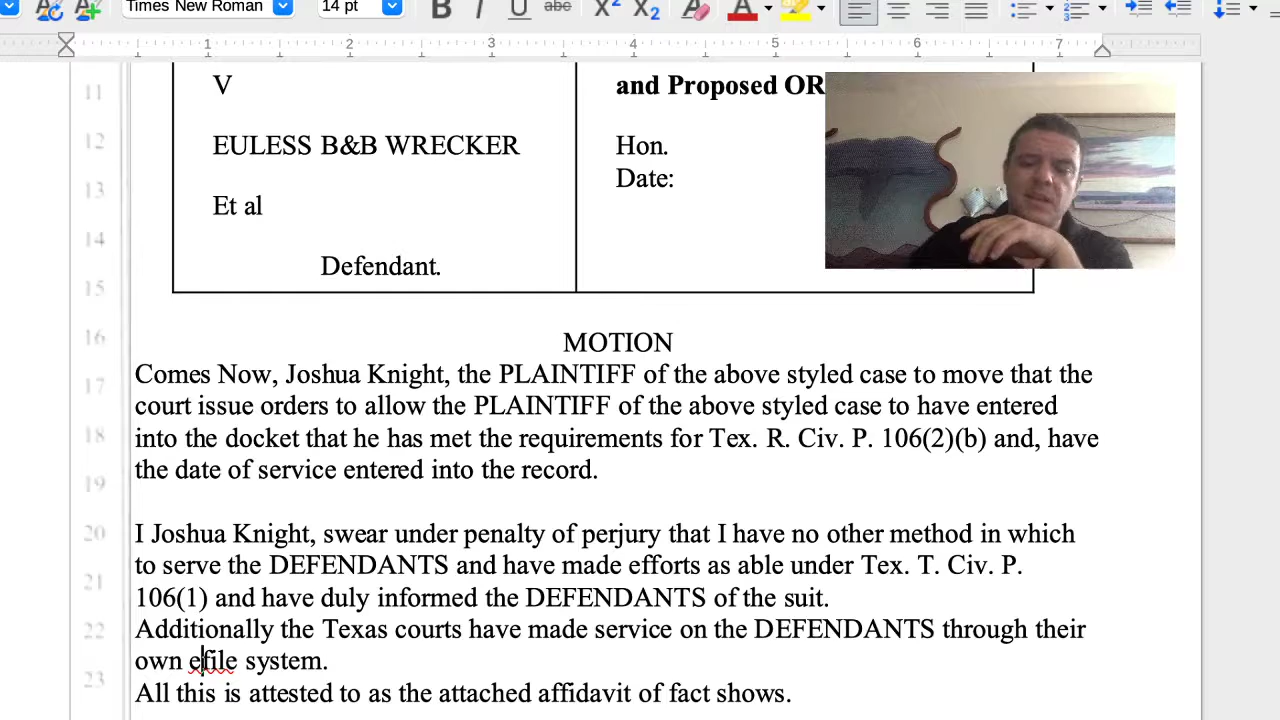 Times New Roman 14 pt B I U abc X² X₂ A A
1 2 3 4 5 6 7
11 V and Proposed OR
12 EULESS B&B WRECKER Hon.
13 Date:
Et al
14 Defendant.
15
16 MOTION
17 Comes Now, Joshua Knight, the PLAINTIFF of the above styled case to move that the
court issue orders to allow the PLAINTIFF of the above styled case to have entered
18 into the docket that he has met the requirements for Tex. R. Civ. P. 106(2)(b) and, have
19 the date of service entered into the record.
20 I Joshua Knight, swear under penalty of perjury that I have no other method in which
to serve the DEFENDANTS and have made efforts as able under Tex. T. Civ. P.
21 106(1) and have duly informed the DEFENDANTS of the suit.
22 Additionally the Texas courts have made service on the DEFENDANTS through their
own efile system.
23 All this is attested to as the attached affidavit of fact shows.